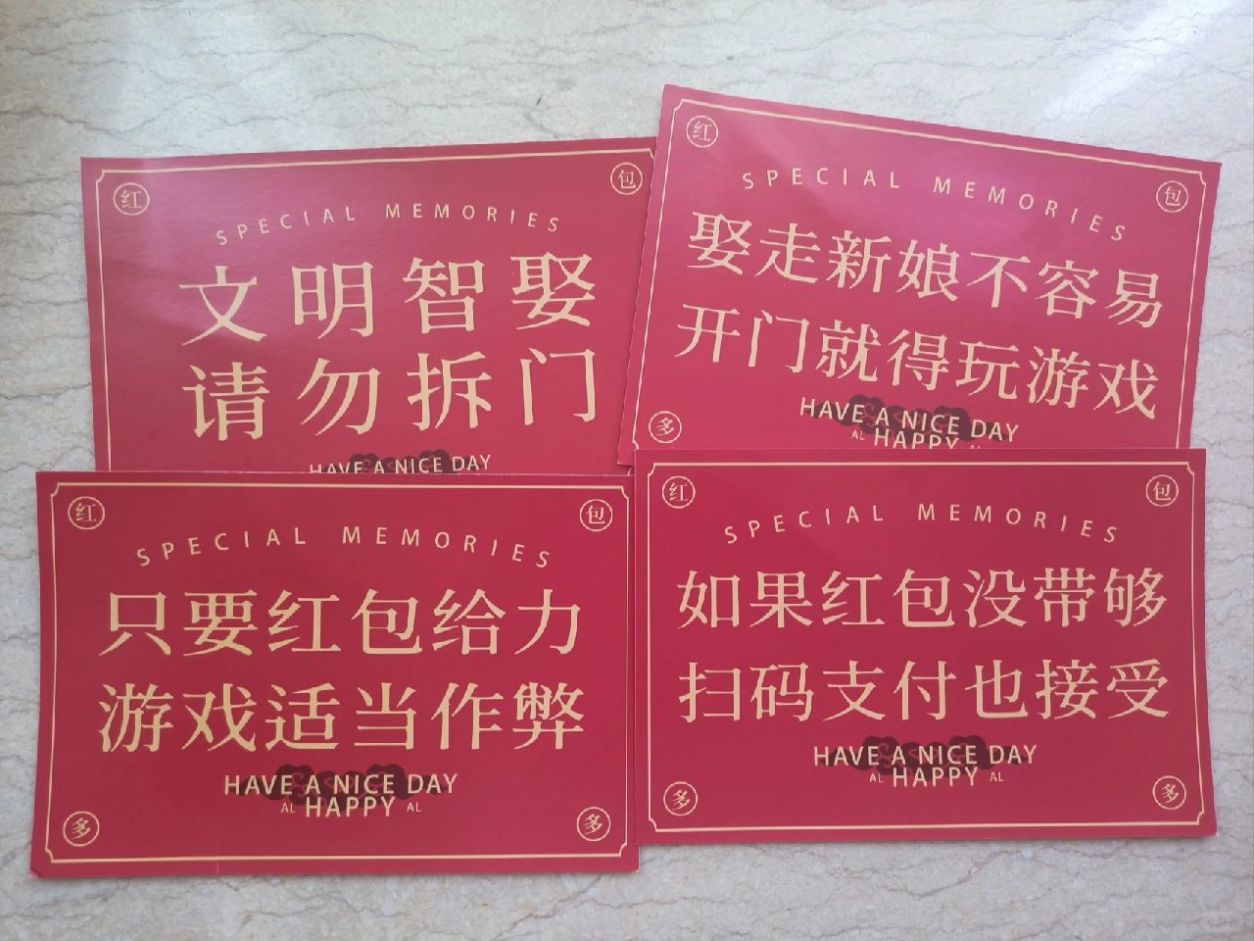 红 包
SPECIAL MEMORIES
文明智娶
请勿拆门
HAVE A NICE DAY
红 包
SPECIAL MEMORIES
娶走新娘不容易
开门就得玩游戏
HAVE A NICE DAY
AL HAPPY AL
多
红 包
SPECIAL MEMORIES
只要红包给力
游戏适当作弊
HAVE A NICE DAY
AL HAPPY AL
多 多
红 包
SPECIAL MEMORIES
如果红包没带够
扫码支付也接受
HAVE A NICE DAY
AL HAPPY AL
多 多